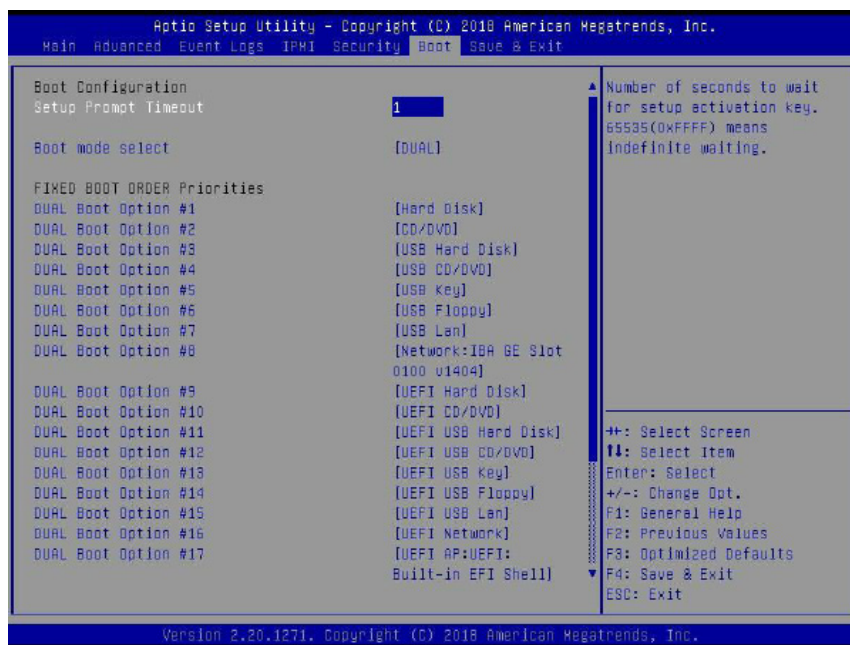 Aptio Setup Utility - Copyright (C) 2018 American Megatrends, Inc.
Main Advanced Event Logs IPMI Security Boot Save & Exit
Boot Configuration
Setup Prompt Timeout 1
Boot mode select [DUAL]
FIXED BOOT ORDER Priorities
DUAL Boot Option #1 [Hard Disk]
DUAL Boot Option #2 [CD/DVD]
DUAL Boot Option #3 [USB Hard Disk]
DUAL Boot Option #4 [USB CD/DVD]
DUAL Boot Option #5 [USB Key]
DUAL Boot Option #6 [USB Floppy]
DUAL Boot Option #7 [USB Lan]
DUAL Boot Option #8 [Network:IBA GE Slot
0100 v1404]
DUAL Boot Option #9 [UEFI Hard Disk]
DUAL Boot Option #10 [UEFI CD/DVD]
DUAL Boot Option #11 [UEFI USB Hard Disk]
DUAL Boot Option #12 [UEFI USB CD/DVD]
DUAL Boot Option #13 [UEFI USB Key]
DUAL Boot Option #14 [UEFI USB Floppy]
DUAL Boot Option #15 [UEFI USB Lan]
DUAL Boot Option #16 [UEFI Network]
DUAL Boot Option #17 [UEFI AP:UEFI:
Built-in EFI Shell]
Number of seconds to wait
for setup activation key.
65535(0xFFFF) means
indefinite waiting.
→←: Select Screen
↑↓: Select Item
Enter: Select
+/-: Change Opt.
F1: General Help
F2: Previous Values
F3: Optimized Defaults
F4: Save & Exit
ESC: Exit
Version 2.20.1271. Copyright (C) 2018 American Megatrends, Inc.